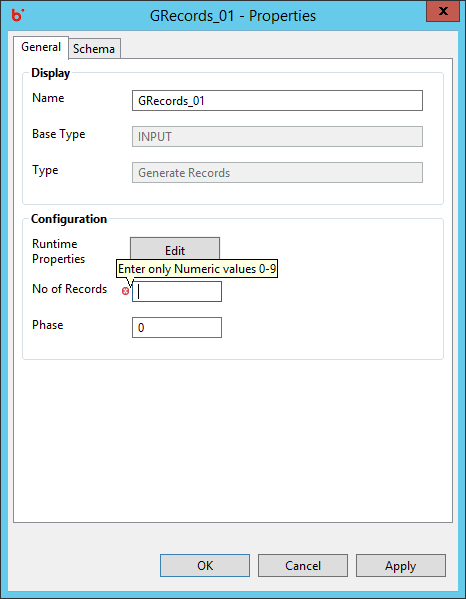 GRecords_01 - Properties
General Schema
Display
Name GRecords_01
Base Type INPUT
Type Generate Records
Configuration
Runtime
Properties Edit
Enter only Numeric values 0-9
No of Records
Phase 0
OK Cancel Apply